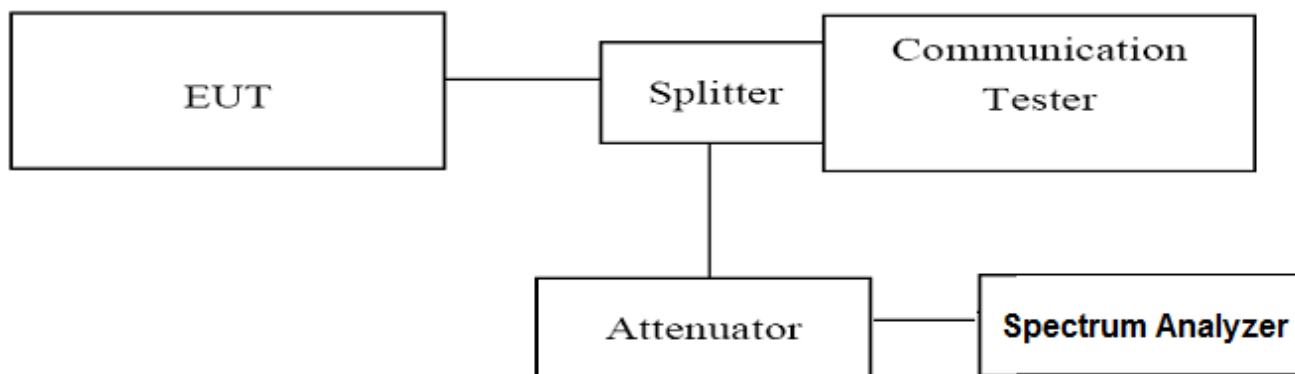 EUT
Splitter
Communication
Tester
Attenuator
Spectrum Analyzer